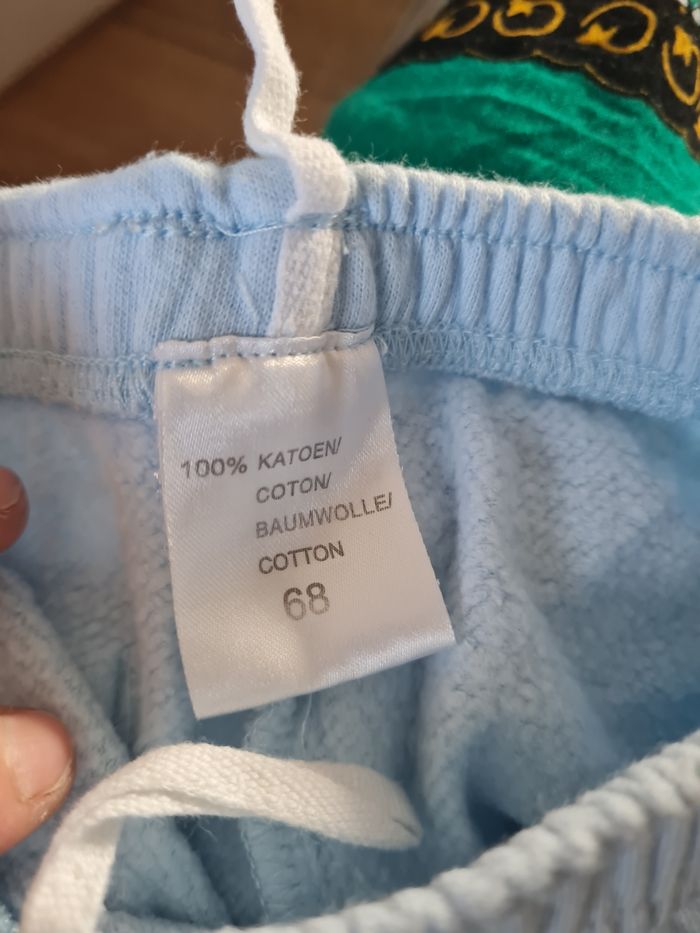 100% KATOEN/
COTON/
BAUMWOLLE/
COTTON
68